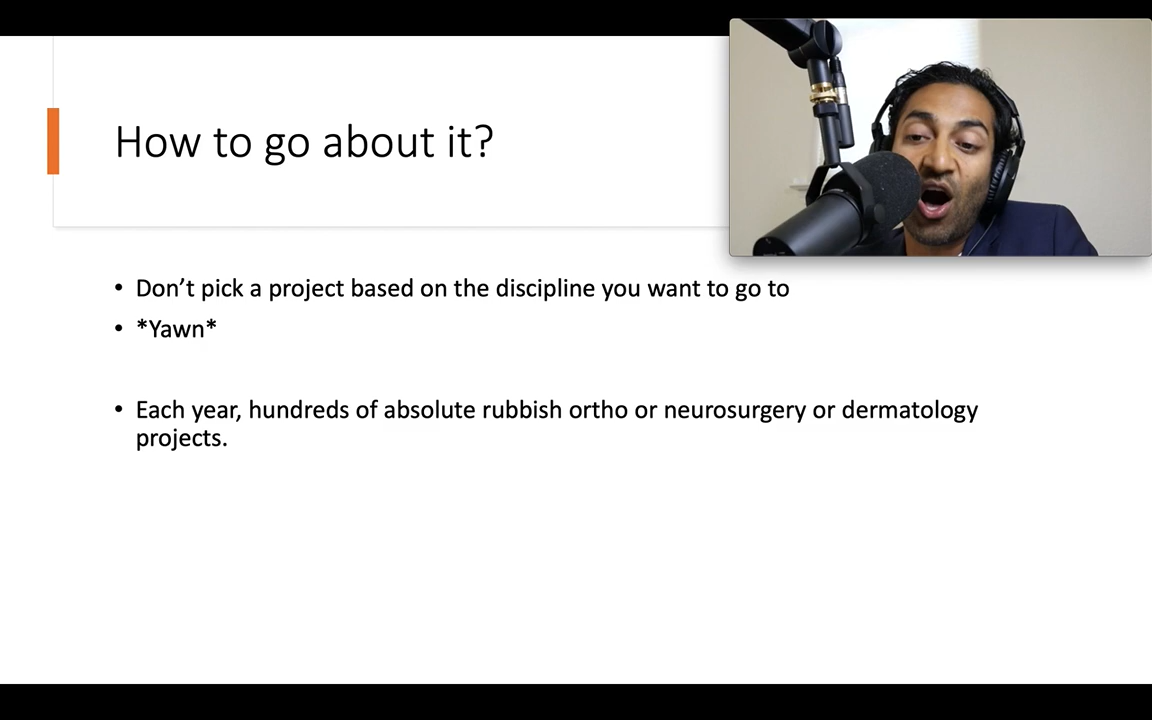 How to go about it?
• Don’t pick a project based on the discipline you want to go to
• *Yawn*
• Each year, hundreds of absolute rubbish ortho or neurosurgery or dermatology
projects.